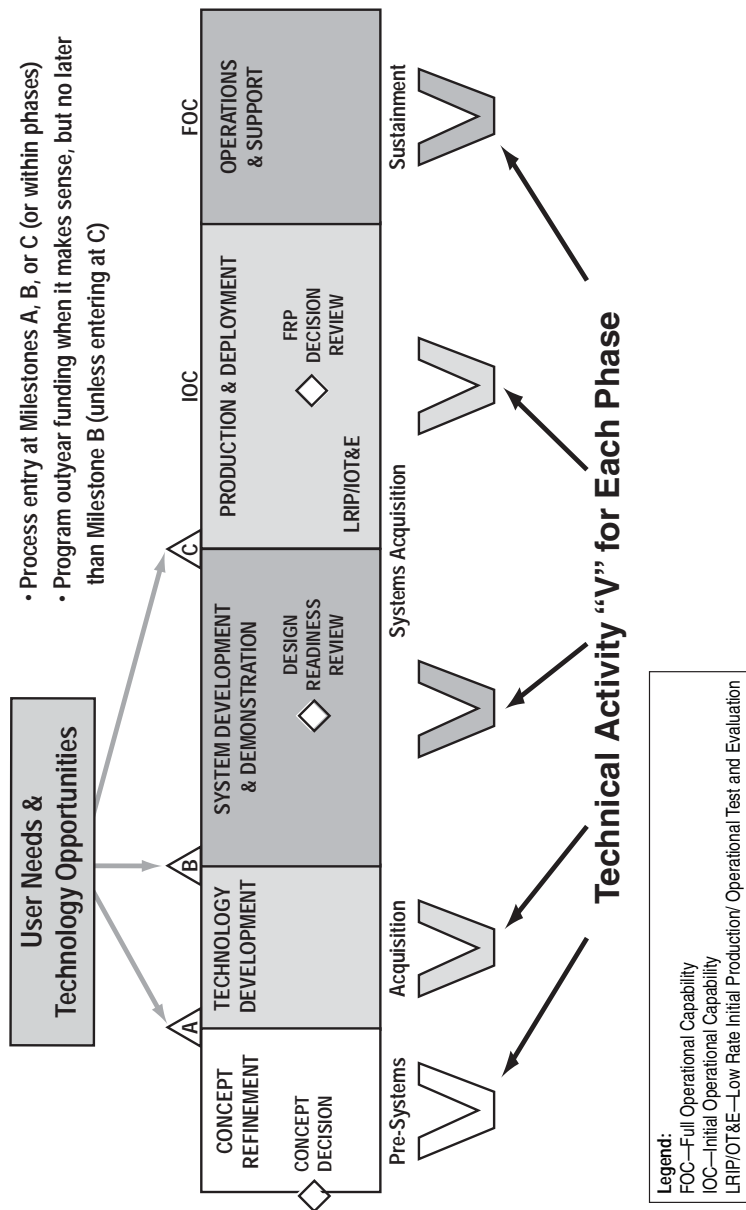 User Needs &
Technology Opportunities
• Process entry at Milestones A, B, or C (or within phases)
• Program outyear funding when it makes sense, but no later
than Milestone B (unless entering at C)
A
B
C
IOC
FOC
CONCEPT
REFINEMENT
CONCEPT
DECISION
TECHNOLOGY
DEVELOPMENT
SYSTEM DEVELOPMENT
& DEMONSTRATION
DESIGN
READINESS
REVIEW
PRODUCTION & DEPLOYMENT
FRP
DECISION
REVIEW
LRIP/IOT&E
OPERATIONS
& SUPPORT
Pre-Systems
Acquisition
Systems Acquisition
Sustainment
Technical Activity “V” for Each Phase
Legend:
FOC—Full Operational Capability
IOC—Initial Operational Capability
LRIP/OT&E—Low Rate Initial Production/ Operational Test and Evaluation